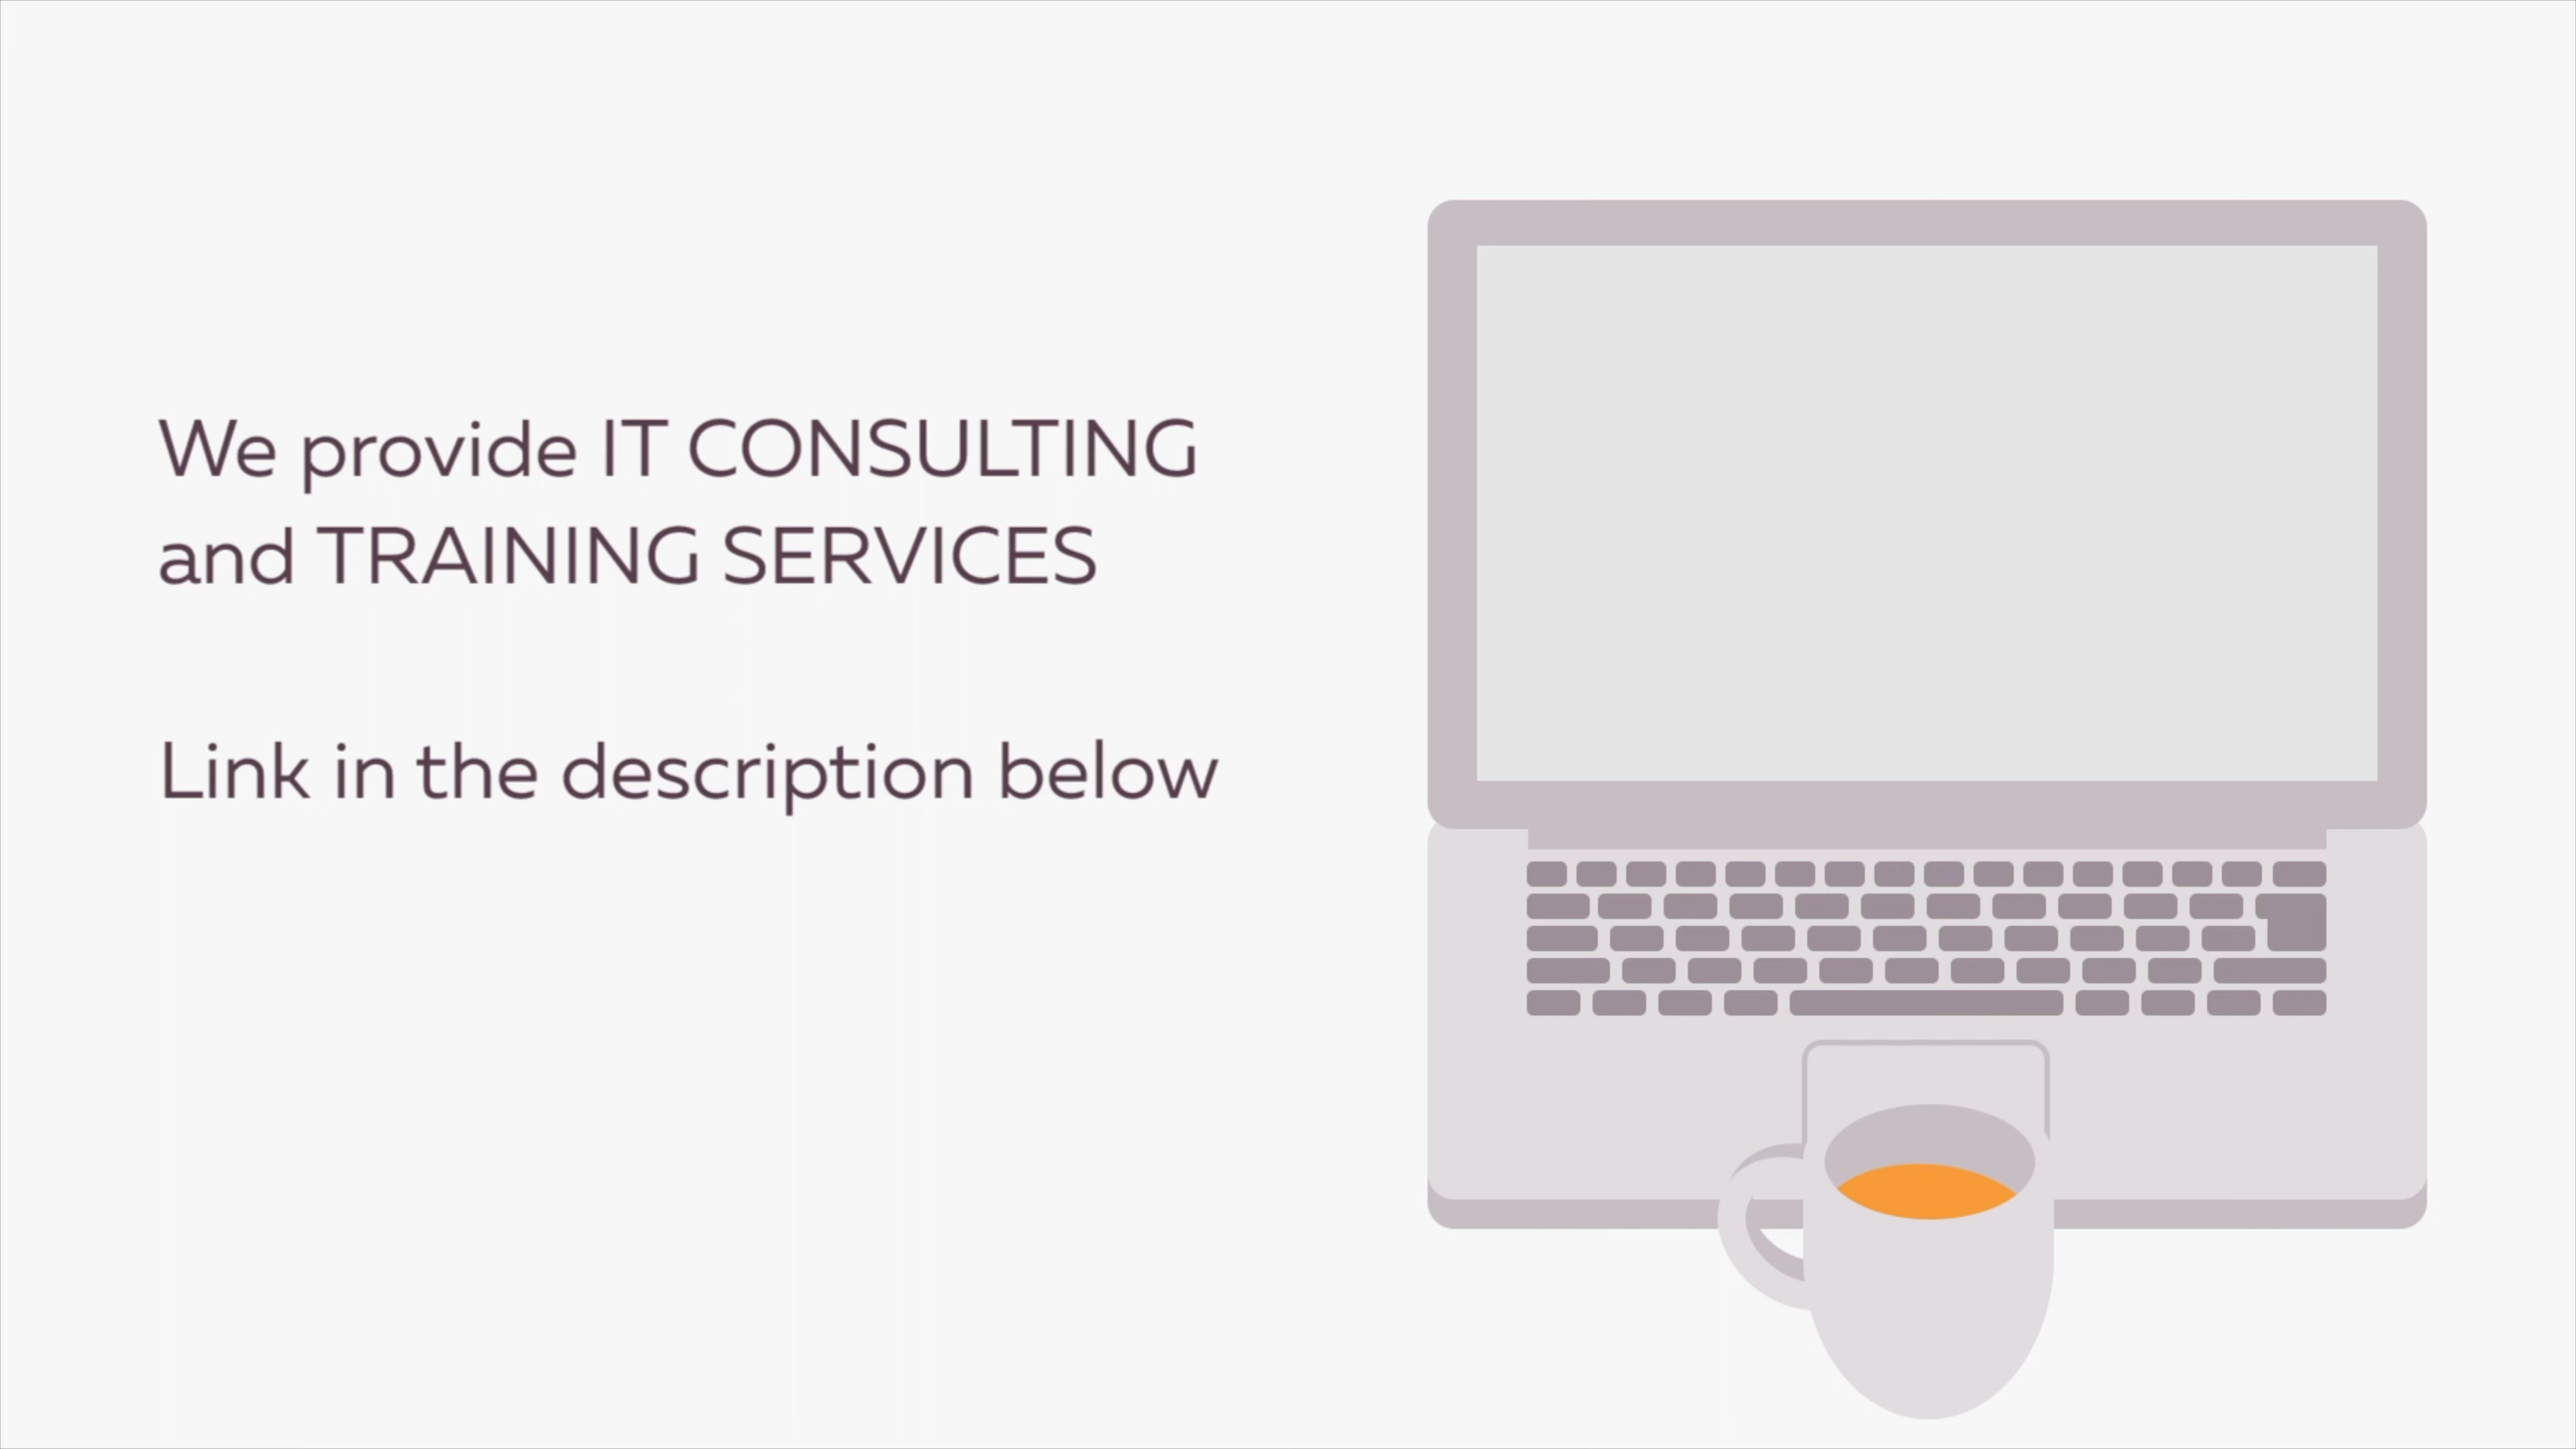 We provide IT CONSULTING
and TRAINING SERVICES
Link in the description below